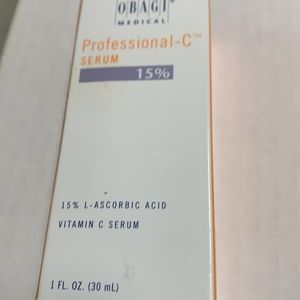 OBAGI
MEDICAL
Professional-C™
SERUM
15%
15% L-ASCORBIC ACID
VITAMIN C SERUM
1 FL. OZ. (30 mL)